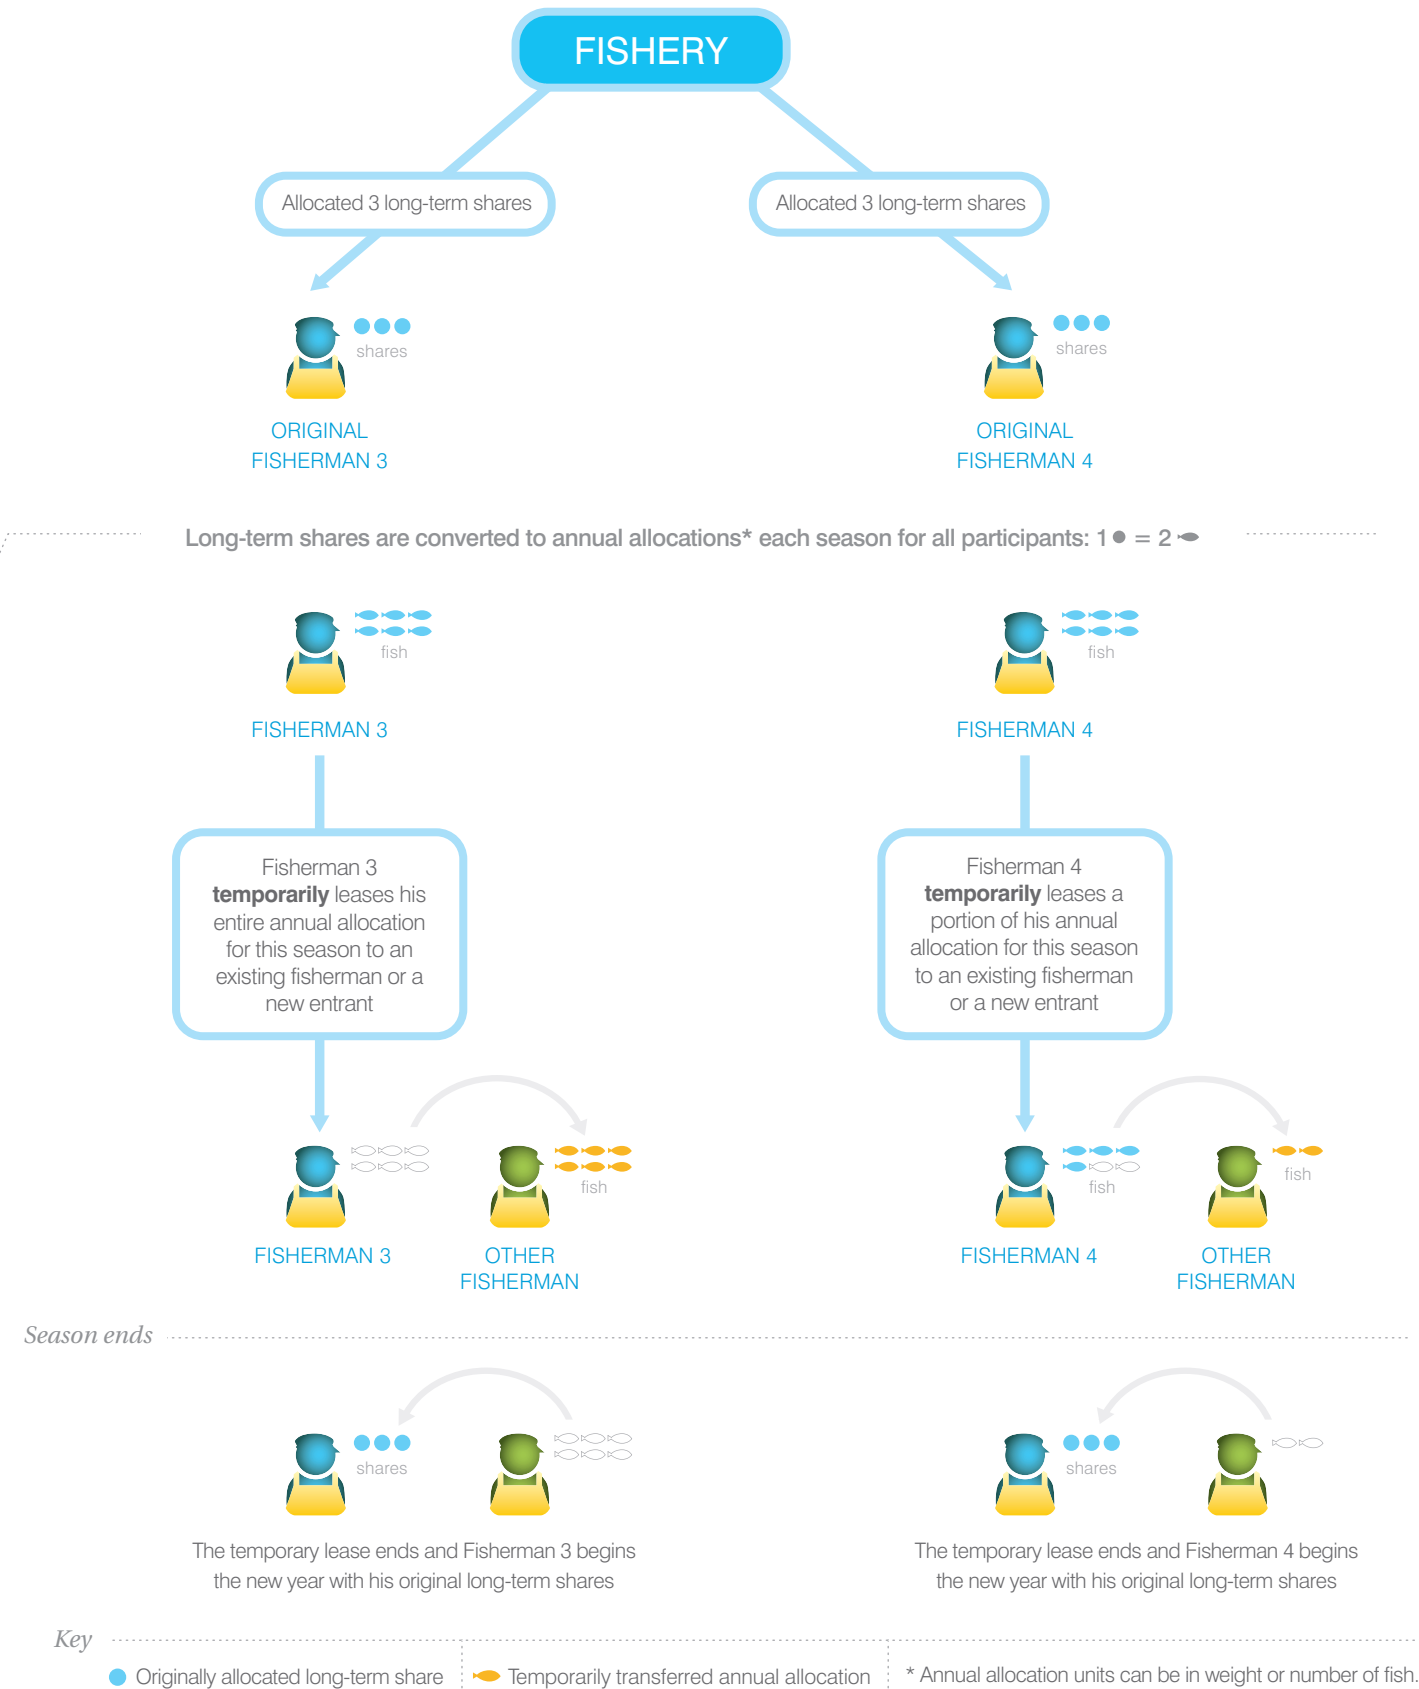 FISHERY
Allocated 3 long-term shares
Allocated 3 long-term shares
shares
shares
ORIGINAL
FISHERMAN 3
ORIGINAL
FISHERMAN 4
Long-term shares are converted to annual allocations* each season for all participants: 1 = 2
fish
fish
FISHERMAN 3
FISHERMAN 4
Fisherman 3
temporarily leases his
entire annual allocation
for this season to an
existing fisherman or a
new entrant
Fisherman 4
temporarily leases a
portion of his annual
allocation for this season
to an existing fisherman
or a new entrant
fish
fish
fish
FISHERMAN 3
OTHER
FISHERMAN
FISHERMAN 4
OTHER
FISHERMAN
Season ends
shares
shares
The temporary lease ends and Fisherman 3 begins
the new year with his original long-term shares
The temporary lease ends and Fisherman 4 begins
the new year with his original long-term shares
Key
Originally allocated long-term share
Temporarily transferred annual allocation
* Annual allocation units can be in weight or number of fish.